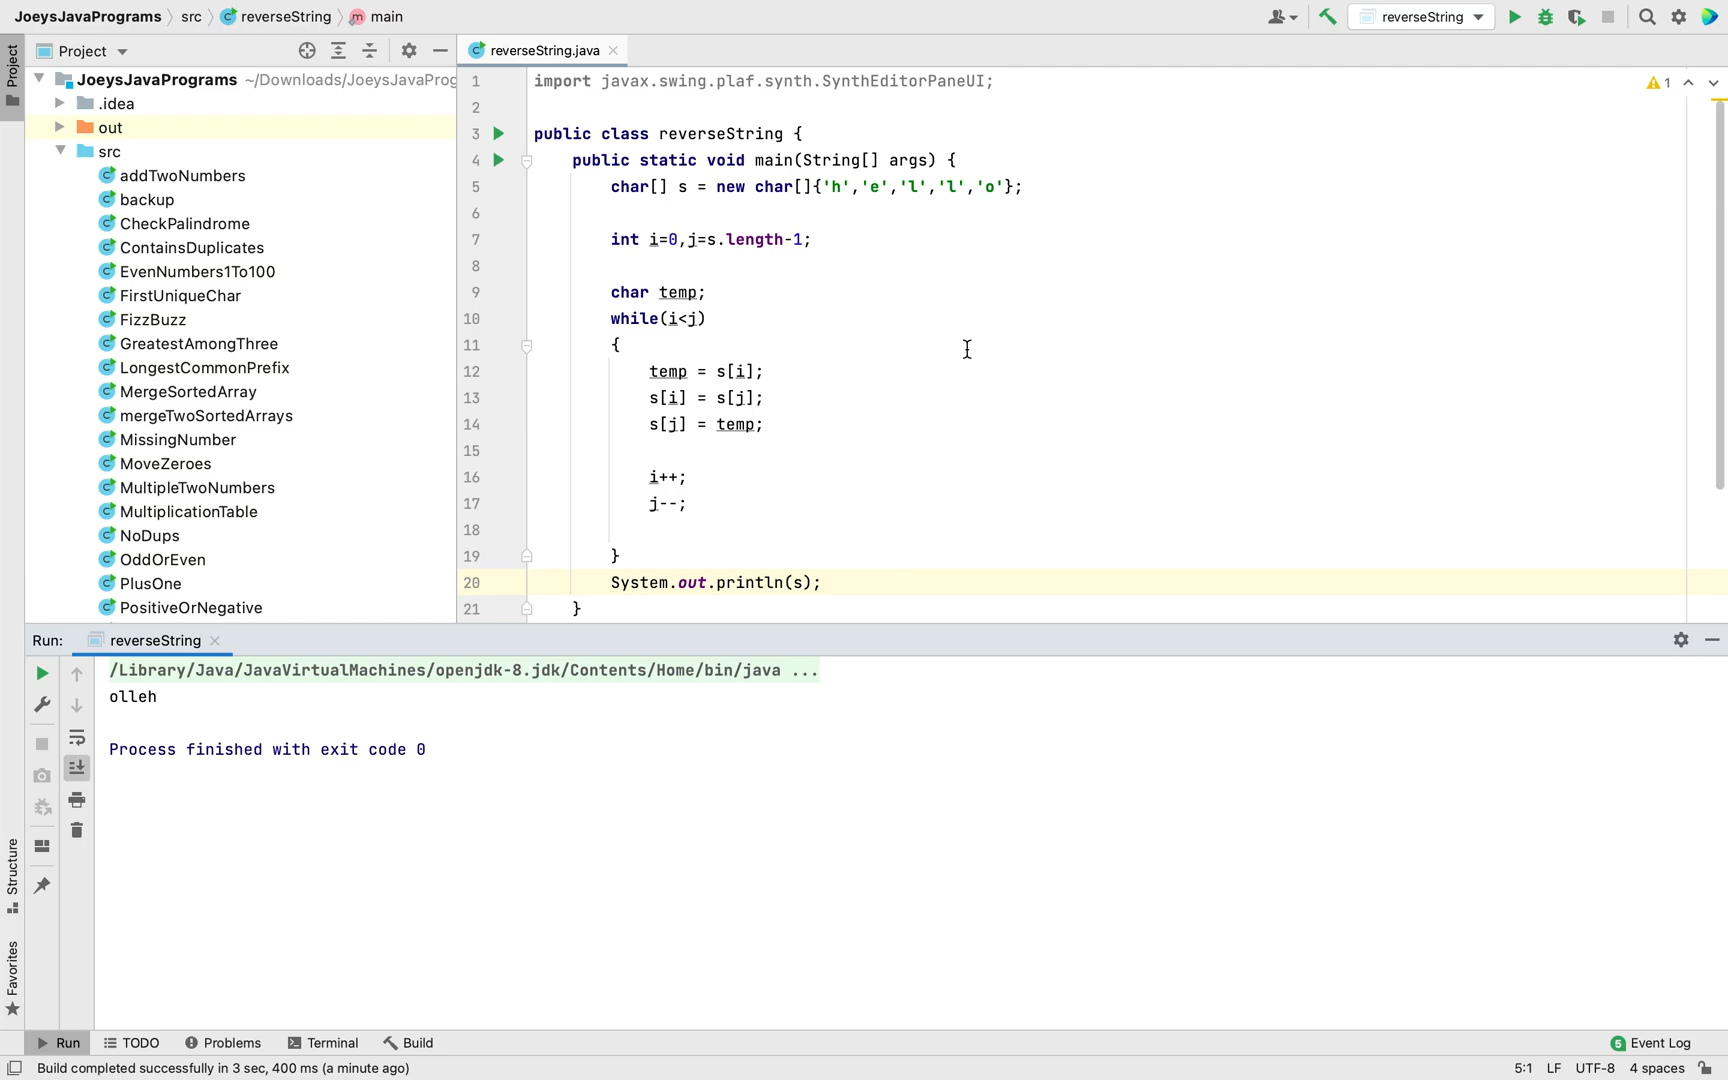 JoeysJavaPrograms src reverseString main
reverseString
Project
reverseString.java
Project
JoeysJavaPrograms ~/Downloads/JoeysJavaProg
.idea
out
src
addTwoNumbers
backup
CheckPalindrome
ContainsDuplicates
EvenNumbers1To100
FirstUniqueChar
FizzBuzz
GreatestAmongThree
LongestCommonPrefix
MergeSortedArray
mergeTwoSortedArrays
MissingNumber
MoveZeroes
MultipleTwoNumbers
MultiplicationTable
NoDups
OddOrEven
PlusOne
PositiveOrNegative
1 import javax.swing.plaf.synth.SynthEditorPaneUI;
1
2
3 public class reverseString {
4 public static void main(String[] args) {
5 char[] s = new char[]{'h','e','l','l','o'};
6
7 int i=0,j=s.length-1;
8
9 char temp;
10 while(i<j)
11 {
12 temp = s[i];
13 s[i] = s[j];
14 s[j] = temp;
15
16 i++;
17 j--;
18
19 }
20 System.out.println(s);
21 }
Run: reverseString
/Library/Java/JavaVirtualMachines/openjdk-8.jdk/Contents/Home/bin/java ...
olleh
Process finished with exit code 0
Structure
Favorites
Run TODO Problems Terminal Build
5 Event Log
Build completed successfully in 3 sec, 400 ms (a minute ago)
5:1 LF UTF-8 4 spaces